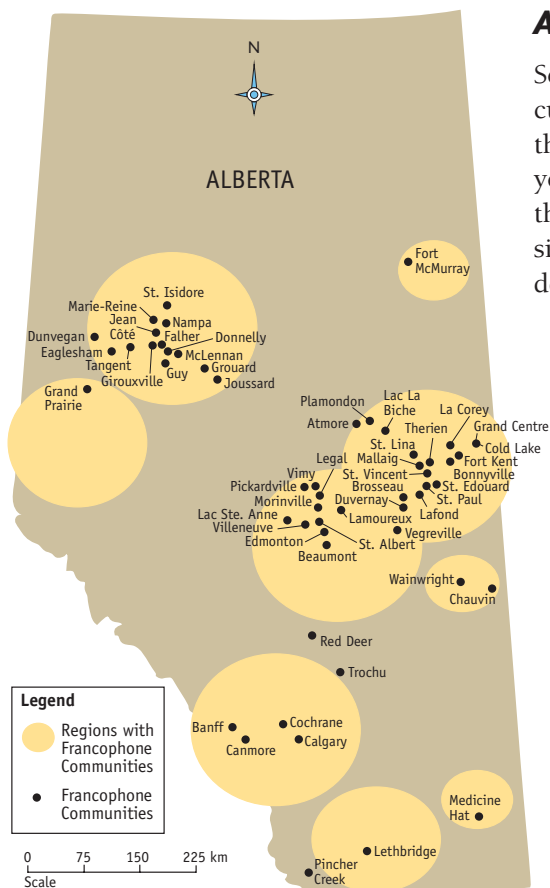 A
So
cu
th
yo
th
si
de
N
ALBERTA
Fort
McMurray
St. Isidore
Marie-Reine
Jean
Côté
Nampa
Falher
Donnelly
Dunvegan
Eaglesham
Tangent
Girouxville
McLennan
Guy
Grouard
Joussard
Grand
Prairie
Plamondon
Lac La
Biche
La Corey
Atmore
Therien
Grand Centre
St. Lina
Cold Lake
Legal
Mallaig
Fort Kent
Vimy
St. Vincent
Bonnyville
Pickardville
Brosseau
St. Edouard
Morinville
Duvernay
St. Paul
Lac Ste. Anne
Lamoureux
Lafond
Villeneuve
Vegreville
Edmonton
St. Albert
Beaumont
Wainwright
Chauvin
Red Deer
Trochu
Banff
Cochrane
Canmore
Calgary
Medicine
Hat
Lethbridge
Pincher
Creek
Legend
Regions with
Francophone
Communities
Francophone
Communities
0 75 150 225 km
Scale